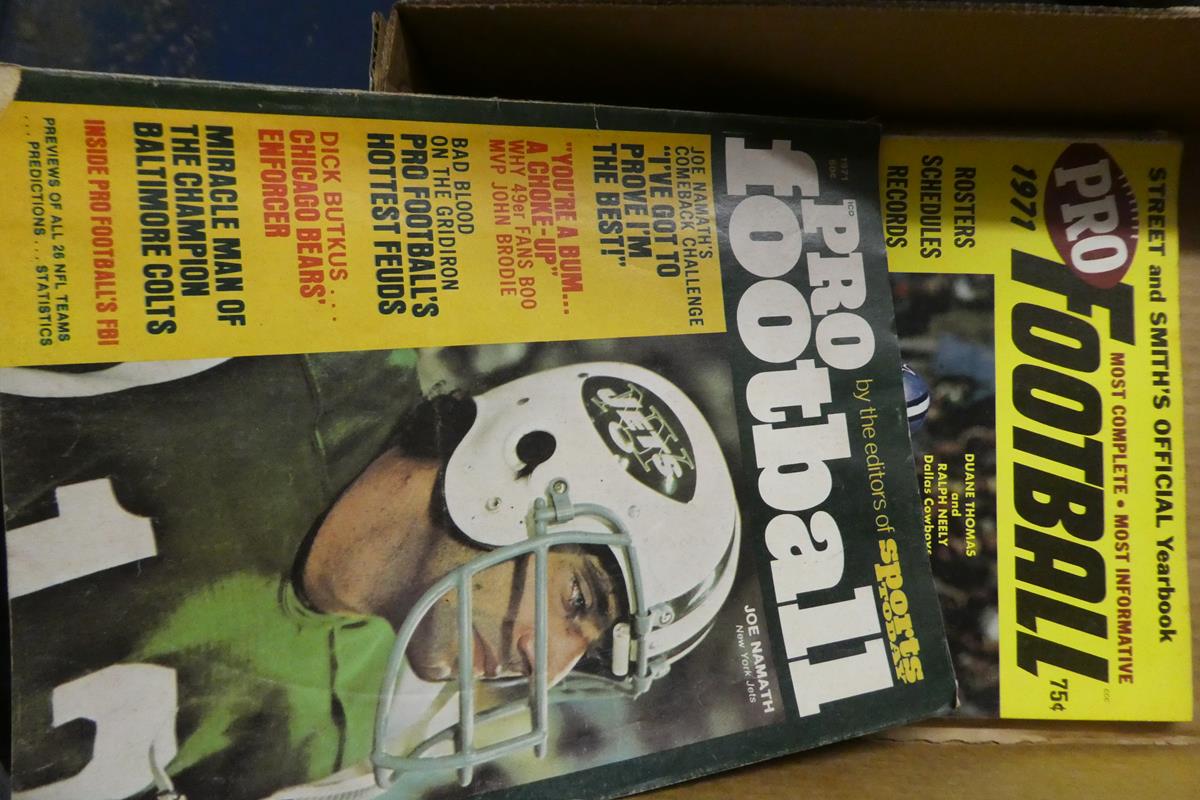 1971
60¢
ICD
PRO
football
by the editors of SPORTS TODAY
JOE NAMATH'S
COMEBACK CHALLENGE
"I'VE GOT TO
PROVE I'M
THE BEST!"
"YOU'RE A BUM...
A CHOKE-UP"
WHY 49er FANS BOO
MVP JOHN BRODIE
BAD BLOOD
ON THE GRIDIRON
PRO FOOTBALL'S
HOTTEST FEUDS
DICK BUTKUS...
CHICAGO BEARS'
ENFORCER
MIRACLE MAN OF
THE CHAMPION
BALTIMORE COLTS
INSIDE PRO FOOTBALL'S FBI
PREVIEWS OF ALL 26 NFL TEAMS
... PREDICTIONS... STATISTICS
JETS
NY
JOE NAMATH
New York Jets
1
STREET and SMITH'S OFFICIAL Yearbook
PRO
1971 FOOTBALL
MOST COMPLETE • MOST INFORMATIVE
75¢
ROSTERS
SCHEDULES
RECORDS
DUANE THOMAS
and
RALPH NEELY
Dallas Cowboys